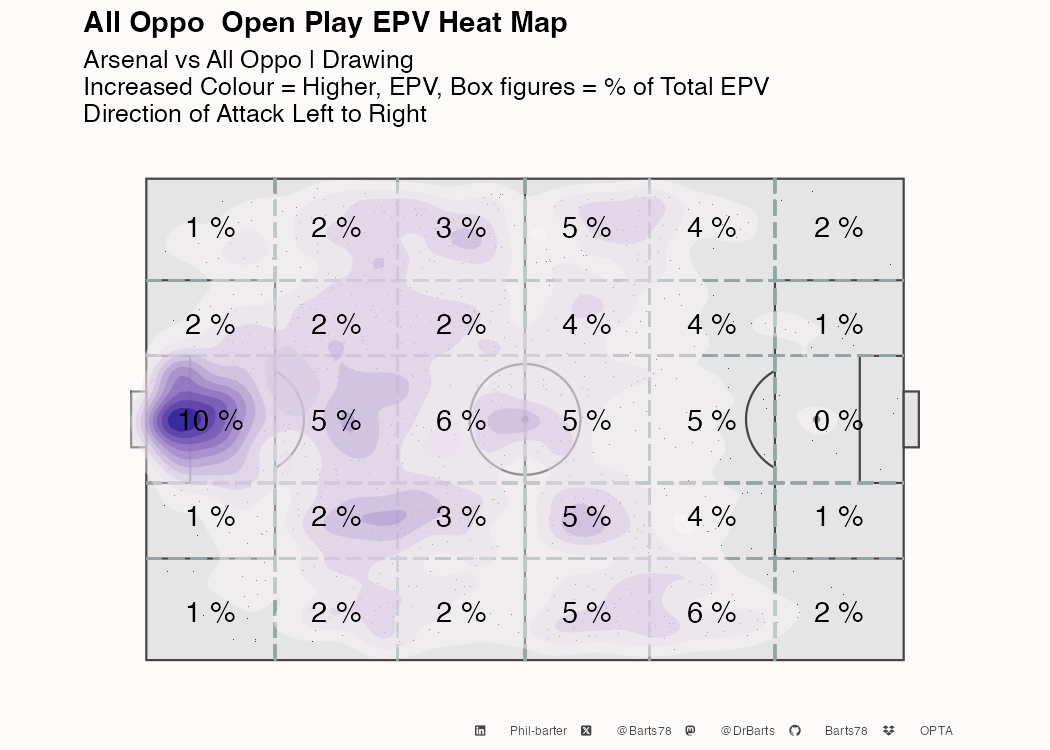 All Oppo  Open Play EPV Heat Map
Arsenal vs All Oppo | Drawing
Increased Colour = Higher, EPV, Box figures = % of Total EPV
Direction of Attack Left to Right
1 % 2 % 3 % 5 % 4 % 2 %
2 % 2 % 2 % 4 % 4 % 1 %
10 % 5 % 6 % 5 % 5 % 0 %
1 % 2 % 3 % 5 % 4 % 1 %
1 % 2 % 2 % 5 % 6 % 2 %
Phil-barter @Barts78 @DrBarts Barts78 OPTA